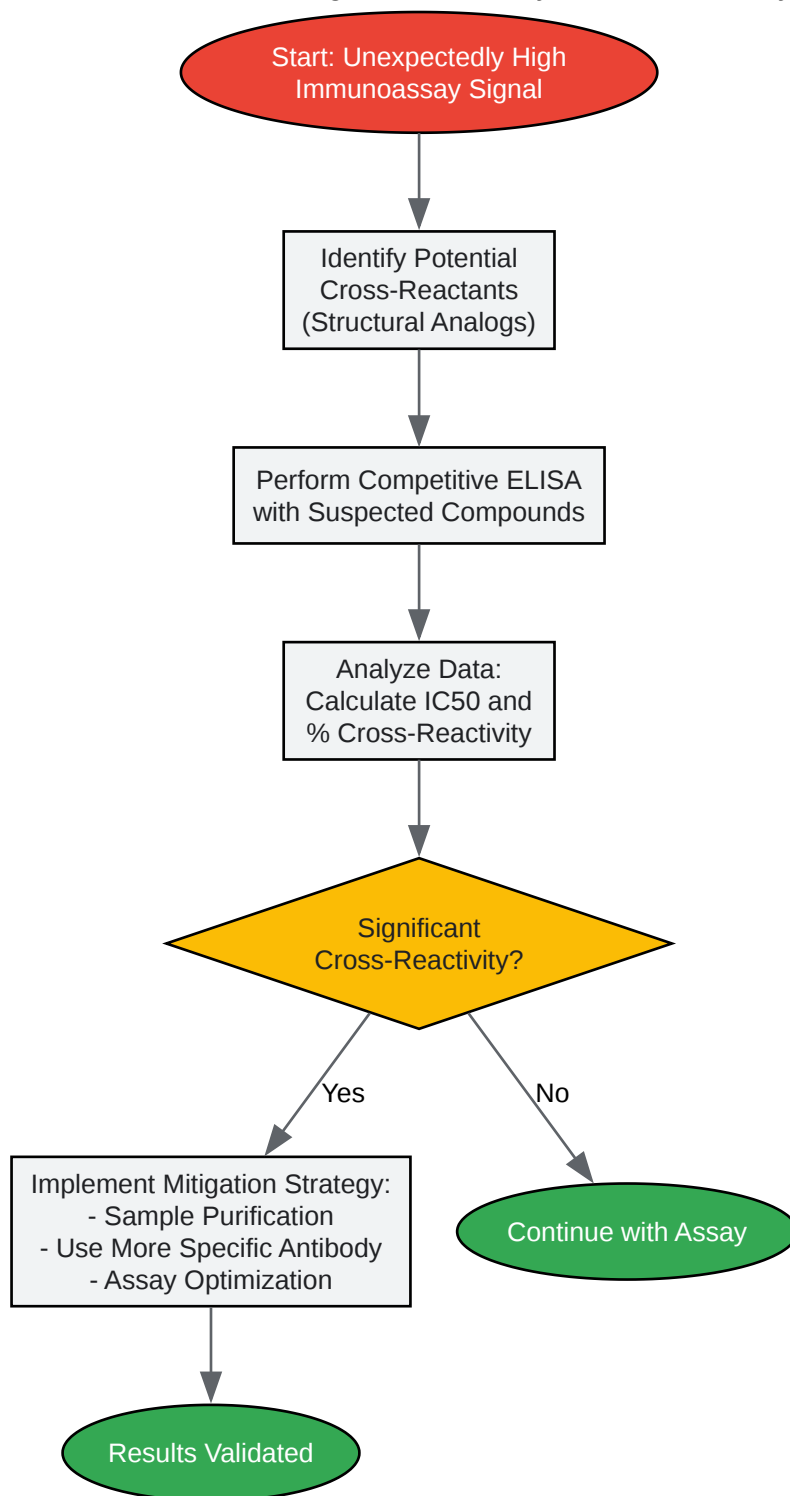 Start: Unexpectedly High
Immunoassay Signal
Identify Potential
Cross-Reactants
(Structural Analogs)
Perform Competitive ELISA
with Suspected Compounds
Analyze Data:
Calculate IC50 and
% Cross-Reactivity
Significant
Cross-Reactivity?
Yes
No
Implement Mitigation Strategy:
- Sample Purification
- Use More Specific Antibody
- Assay Optimization
Continue with Assay
Results Validated